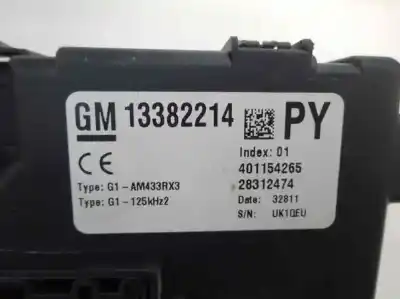 GM 13382214 PY
Index: 01
401154265
CE
Type: G1-AM433RX3
28312474
Type: G1-125kHz2
Date: 32811
S/N: UK1QEU